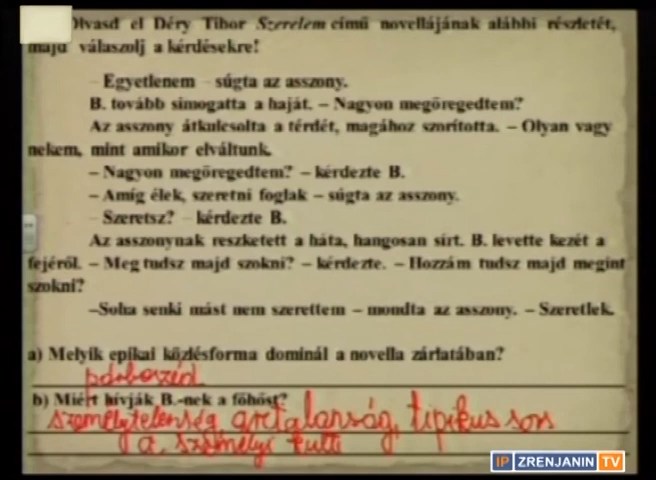 Olvasd el Déry Tibor Szerelem című novellájának alábbi részletét,
majd válaszolj a kérdésekre!
– Egyetlenem – súgta az asszony.
B. tovább simogatta a haját. – Nagyon megöregedtem?
Az asszony átkulcsolta a térdét, magához szorította. – Olyan vagy
nekem, mint amikor elváltunk.
– Nagyon megöregedtem? – kérdezte B.
– Amíg élek, szeretni foglak – súgta az asszony.
– Szeretsz? – kérdezte B.
Az asszonynak reszketett a háta, hangosan sírt. B. levette kezét a
fejéről. – Meg tudsz majd szokni? – kérdezte. – Hozzám tudsz majd megint
szokni?
–Soha senki mást nem szerettem – mondta az asszony. – Szeretlek.
a) Melyik epikai közlésforma dominál a novella zárlatában?
párbeszéd
b) Miért hívják B.-nek a főhőst?
személytelenség, arctalanság, tipikus sors
a személyi
IP ZRENJANIN TV